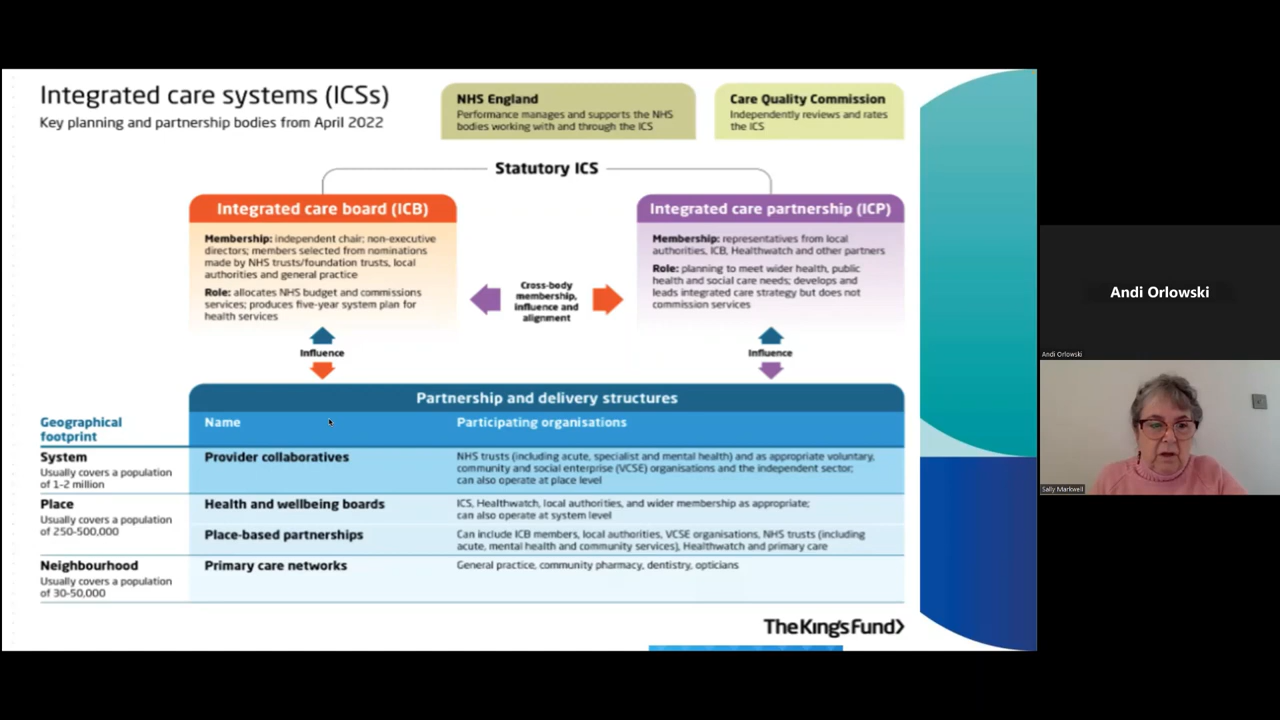 Integrated care systems (ICSs)
Key planning and partnership bodies from April 2022
NHS England
Performance manages and supports the NHS
bodies working with and through the ICS
Care Quality Commission
Independently reviews and rates
the ICS
Statutory ICS
Integrated care board (ICB)
Membership: independent chair; non-executive
directors; members selected from nominations
made by NHS trusts/foundation trusts, local
authorities and general practice
Role: allocates NHS budget and commissions
services; produces five-year system plan for
health services
Cross-body
membership,
influence and
alignment
Integrated care partnership (ICP)
Membership: representatives from local
authorities, ICB, Healthwatch and other partners
Role: planning to meet wider health, public
health and social care needs; develops and
leads integrated care strategy but does not
commission services
Influence
Influence
Partnership and delivery structures
Geographical
footprint
Name
Participating organisations
System
Usually covers a population
of 1-2 million
Provider collaboratives
NHS trusts (including acute, specialist and mental health) and as appropriate voluntary,
community and social enterprise (VCSE) organisations and the independent sector;
can also operate at place level
Place
Usually covers a population
of 250-500,000
Health and wellbeing boards
ICS, Healthwatch, local authorities, and wider membership as appropriate;
can also operate at system level
Place-based partnerships
Can include ICB members, local authorities, VCSE organisations, NHS trusts (including
acute, mental health and community services), Healthwatch and primary care
Neighbourhood
Usually covers a population
of 30-50,000
Primary care networks
General practice, community pharmacy, dentistry, opticians
TheKing'sFund>
Andi Orlowski
Andi Orlowski
Sally Markwell